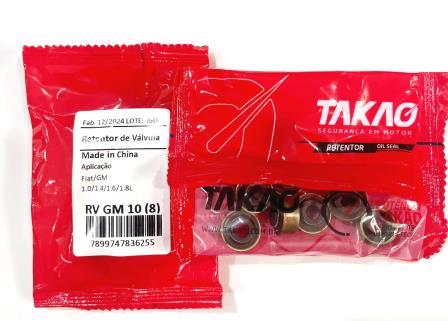 Fab. 12/2024 LOTE:
Retentor de Válvula
Made in China
Aplicação
Fiat/GM
1.0/1.4/1.6/1.8L
RV GM 10 (8)
7899747836255
TAKAO
SEGURANÇA EM MOTOR
RETENTOR OIL SEAL
TAKAO